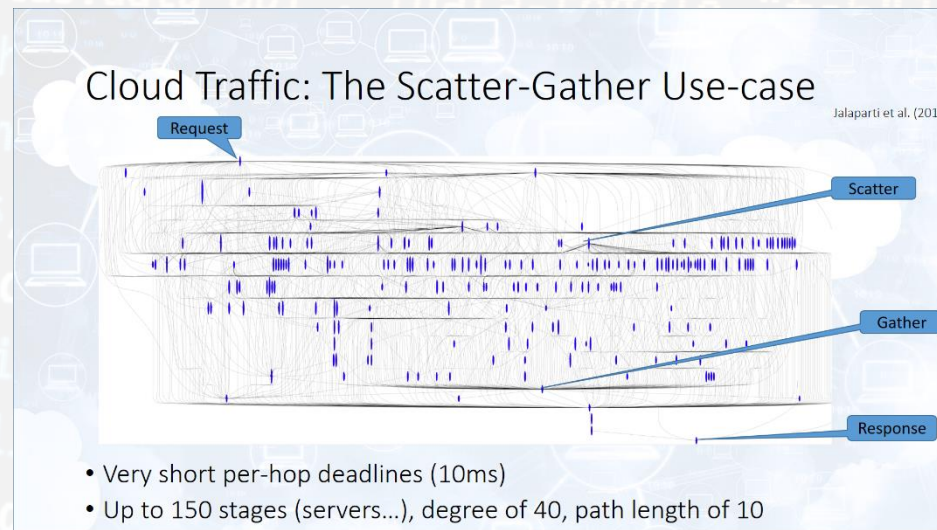 Cloud Traffic: The Scatter-Gather Use-case
Jalaparti et al. (201
Request
Scatter
Gather
Response
• Very short per-hop deadlines (10ms)
• Up to 150 stages (servers...), degree of 40, path length of 10